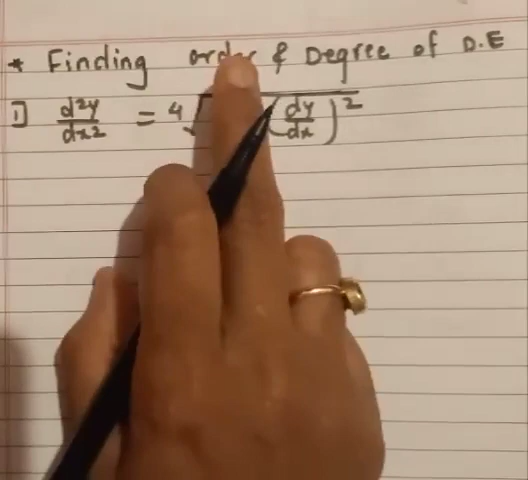 * Finding order & Degree of D.E
1] d²y/dx² = ⁴√ (dy/dx)²